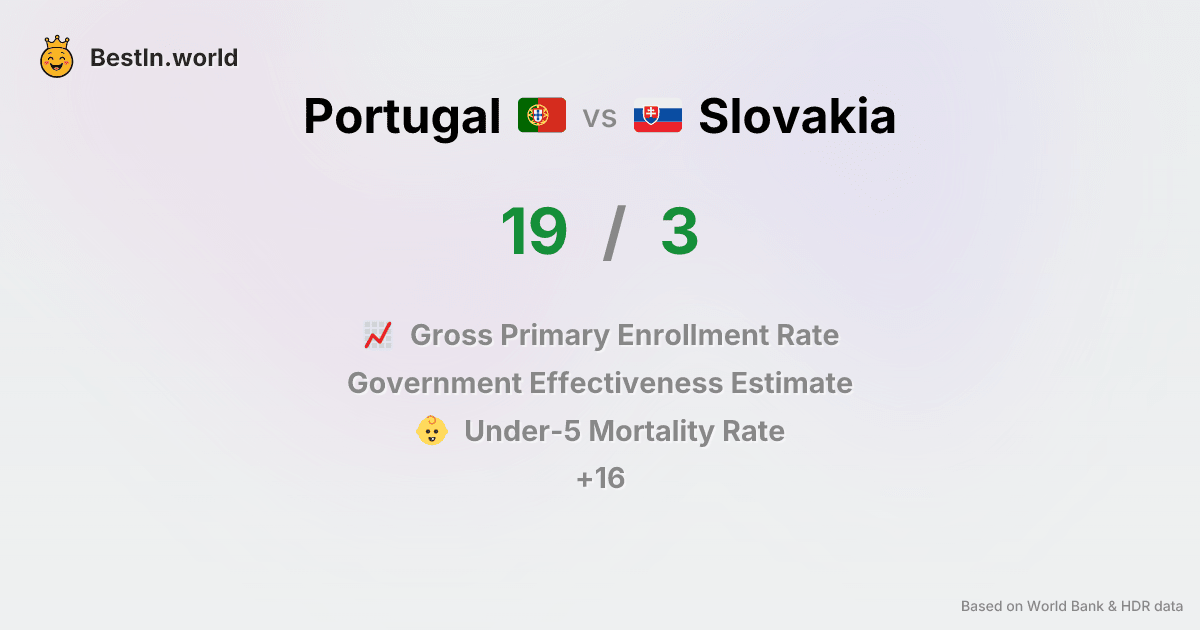 BestIn.world
Portugal vs Slovakia
19 / 3
Gross Primary Enrollment Rate
Government Effectiveness Estimate
Under-5 Mortality Rate
+16
Based on World Bank & HDR data